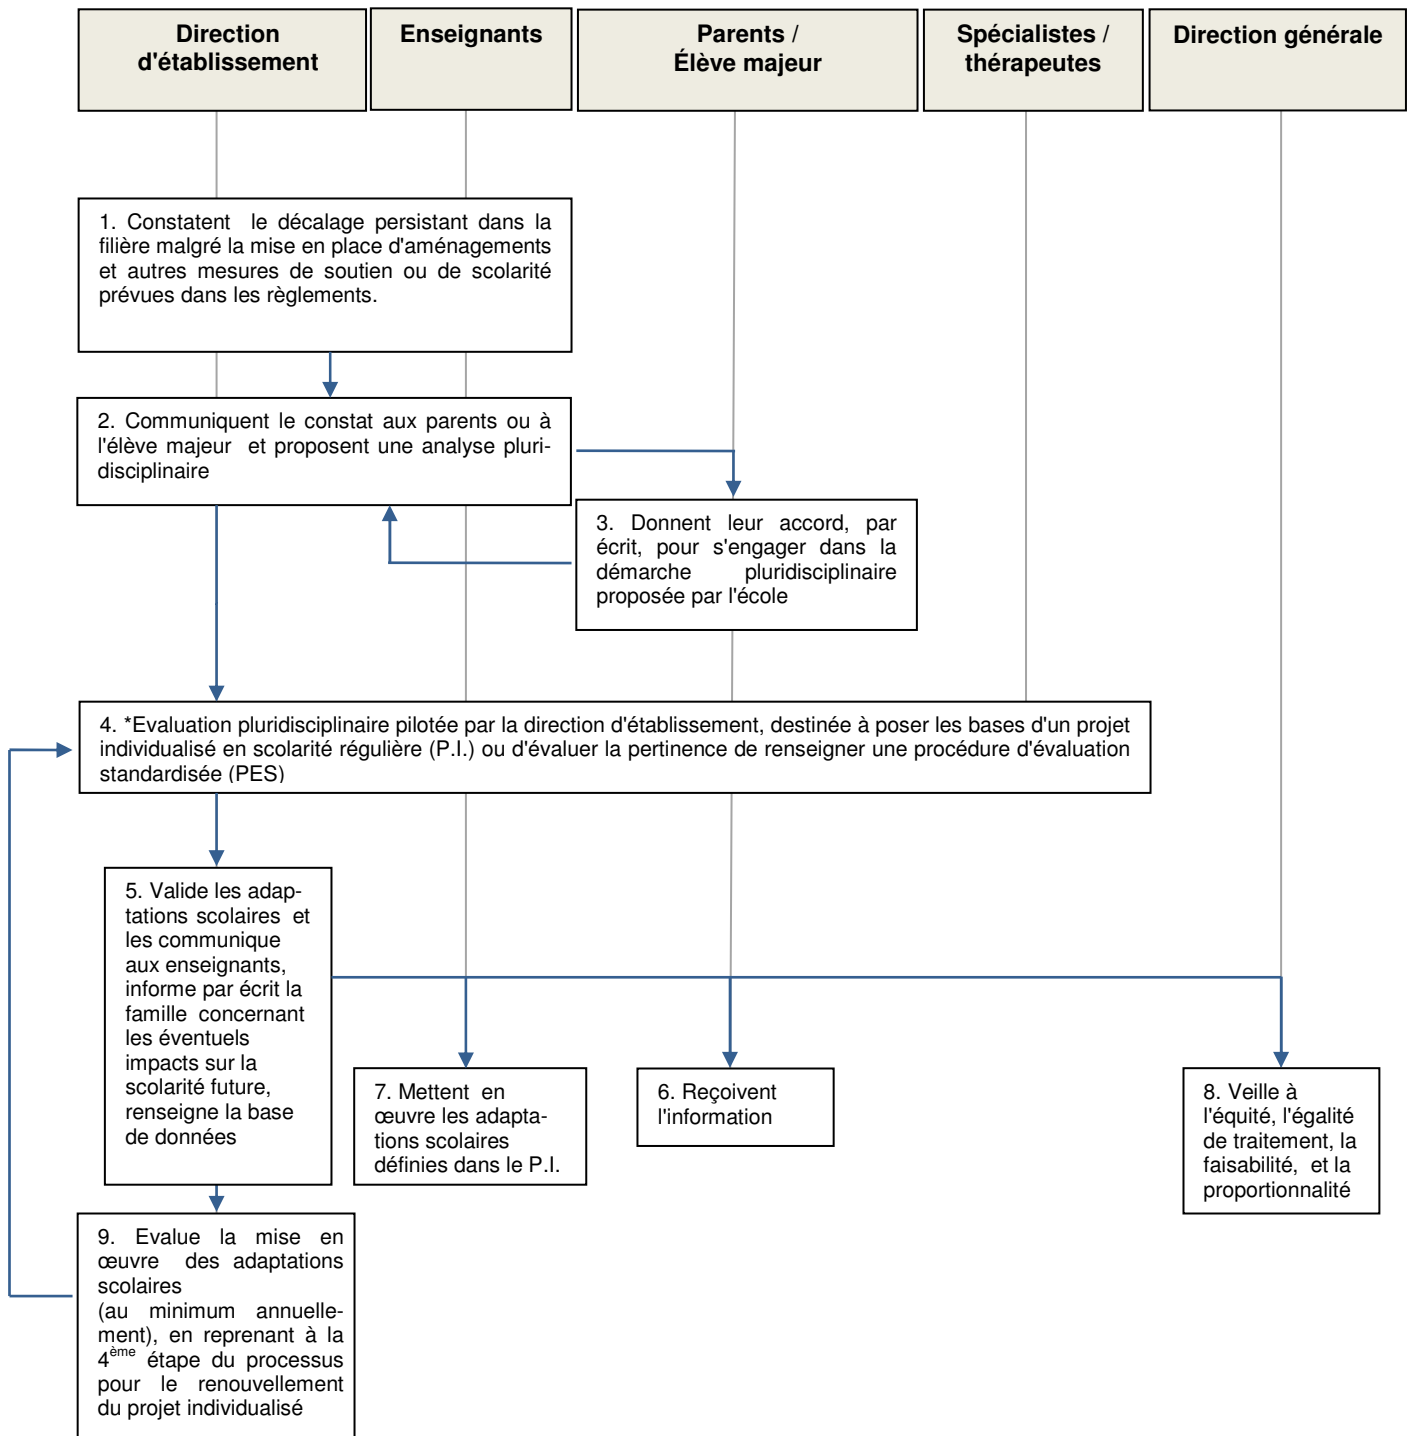 Direction
d'établissement
Enseignants
Parents /
Élève majeur
Spécialistes /
thérapeutes
Direction générale
1. Constatent le décalage persistant dans la
filière malgré la mise en place d'aménagements
et autres mesures de soutien ou de scolarité
prévues dans les règlements.
2. Communiquent le constat aux parents ou à
l'élève majeur et proposent une analyse pluri-
disciplinaire
3. Donnent leur accord, par
écrit, pour s'engager dans la
démarche pluridisciplinaire
proposée par l'école
4. *Evaluation pluridisciplinaire pilotée par la direction d'établissement, destinée à poser les bases d'un projet
individualisé en scolarité régulière (P.I.) ou d'évaluer la pertinence de renseigner une procédure d'évaluation
standardisée (PES)
5. Valide les adap-
tations scolaires et
les communique
aux enseignants,
informe par écrit la
famille concernant
les éventuels
impacts sur la
scolarité future,
renseigne la base
de données
7. Mettent en
œuvre les adapta-
tions scolaires
définies dans le P.I.
6. Reçoivent
l'information
8. Veille à
l'équité, l'égalité
de traitement, la
faisabilité, et la
proportionnalité
9. Evalue la mise en
œuvre des adaptations
scolaires
(au minimum annuelle-
ment), en reprenant à la
4ème étape du processus
pour le renouvellement
du projet individualisé